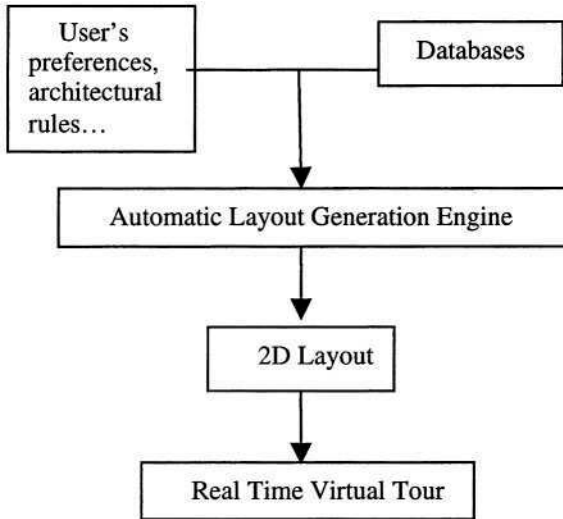 User’s
preferences,
architectural
rules…
Databases
Automatic Layout Generation Engine
2D Layout
Real Time Virtual Tour